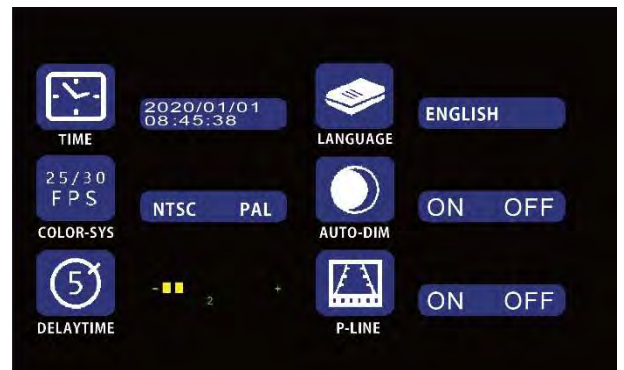 2020/01/01
08:45:38
TIME
LANGUAGE
ENGLISH
25/30
FPS
COLOR-SYS
NTSC PAL
AUTO-DIM
ON OFF
5
DELAYTIME
- 2 +
P-LINE
ON OFF